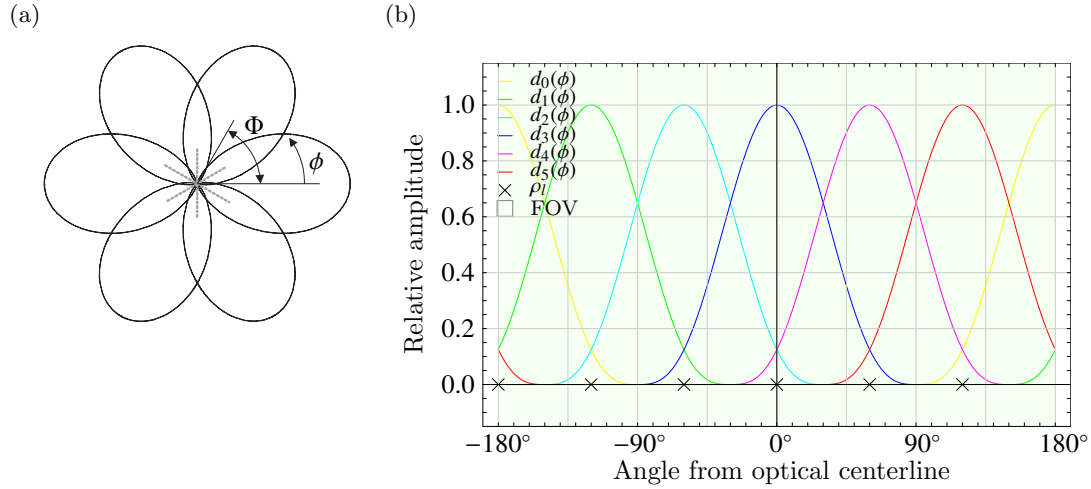 (a)
Φ
ϕ
(b)
d₀(ϕ)
d₁(ϕ)
d₂(ϕ)
d₃(ϕ)
d₄(ϕ)
d₅(ϕ)
ρₗ
FOV
1.0
0.8
0.6
0.4
0.2
0.0
Relative amplitude
−180° −90° 0° 90° 180°
Angle from optical centerline